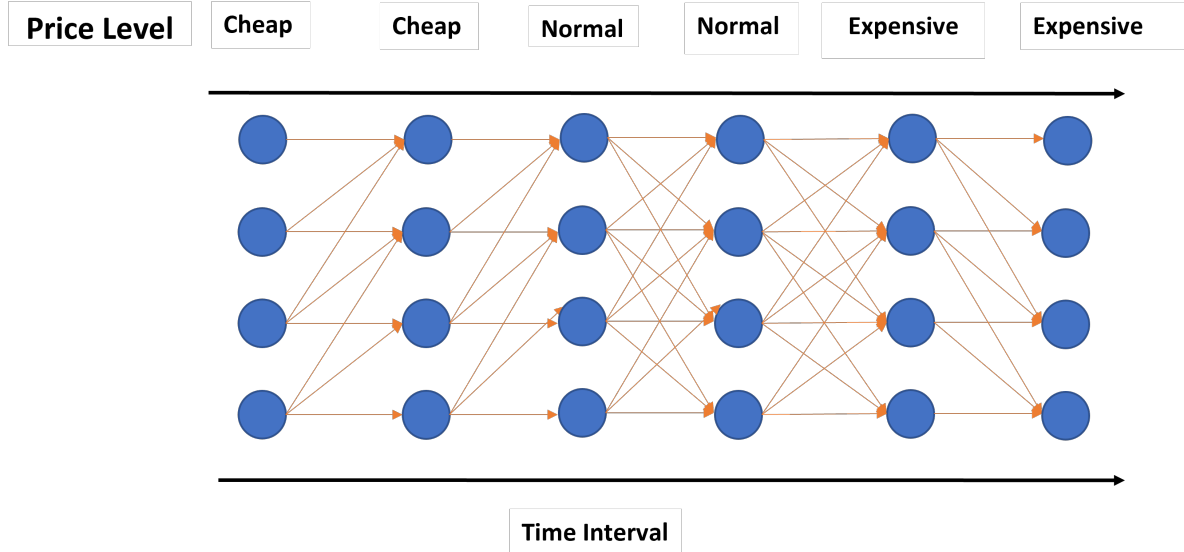 Price Level
Cheap
Cheap
Normal
Normal
Expensive
Expensive
Time Interval